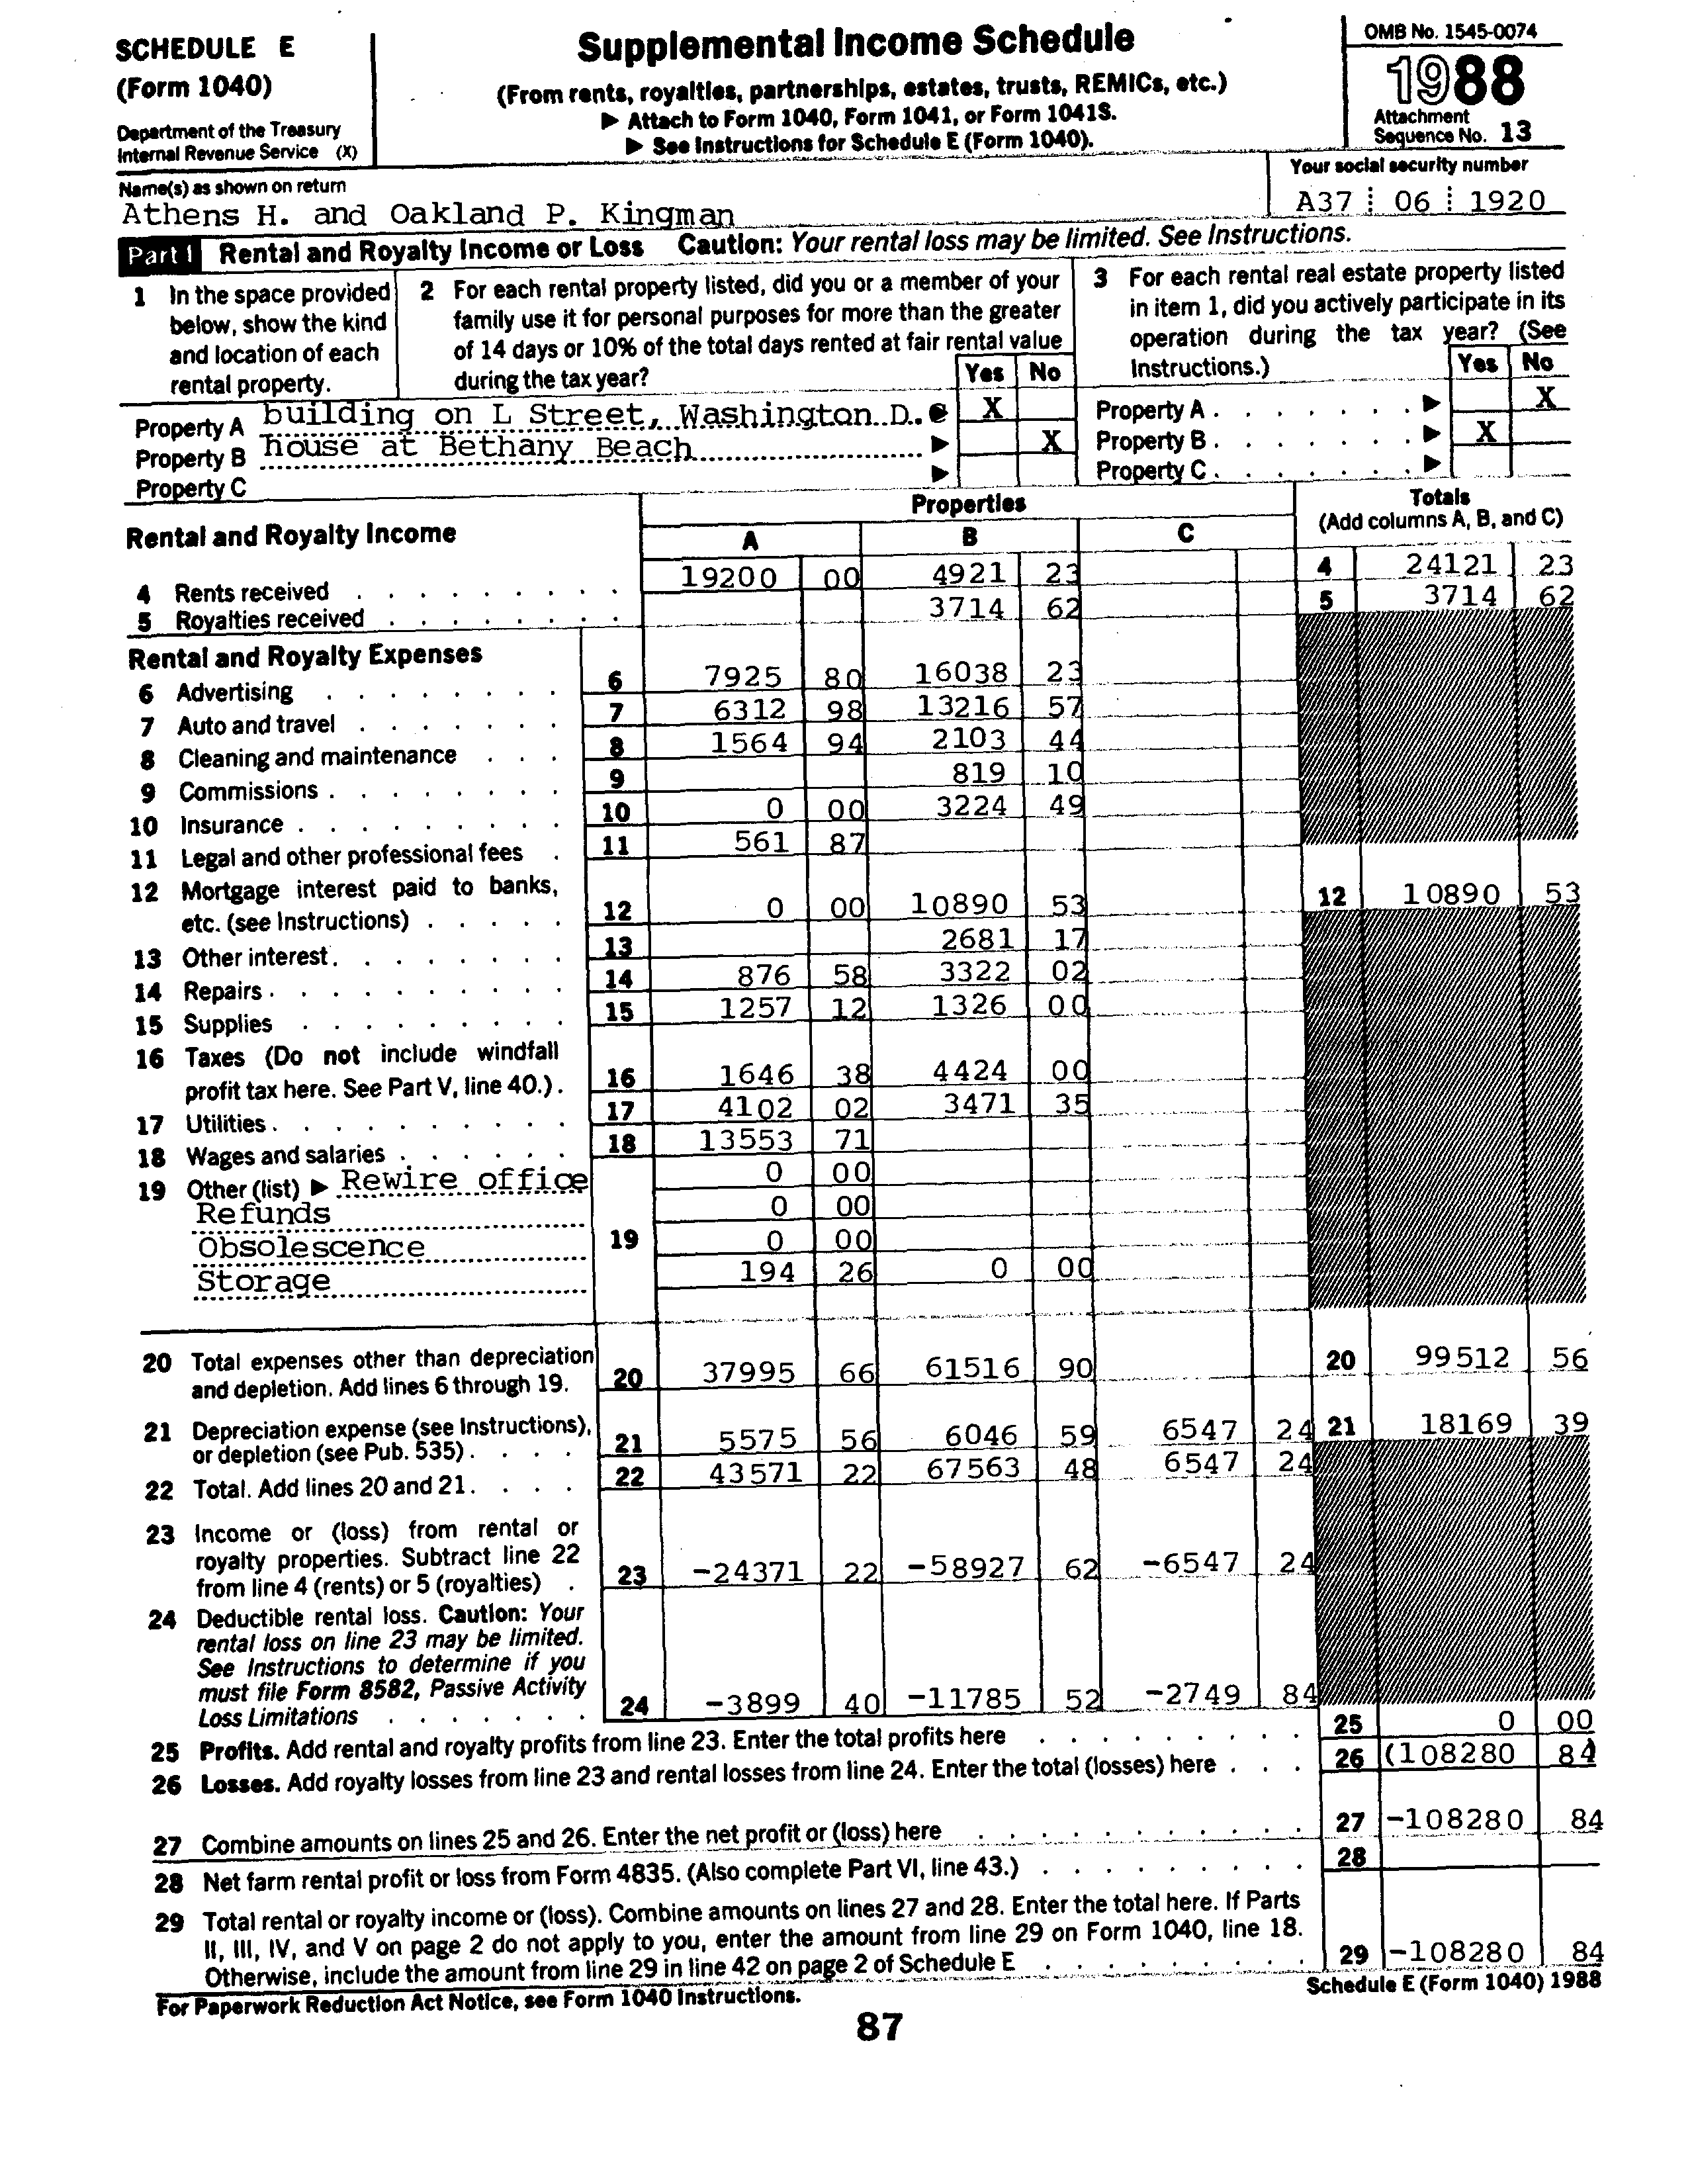 SCHEDULE E
(Form 1040)
Department of the Treasury
Internal Revenue Service (X)
Supplemental Income Schedule
(From rents, royalties, partnerships, estates, trusts, REMICs, etc.)
▶ Attach to Form 1040, Form 1041, or Form 1041S.
▶ See Instructions for Schedule E (Form 1040).
OMB No. 1545-0074
1988
Attachment
Sequence No. 13
Name(s) as shown on return
Athens H. and Oakland P. Kingman
Your social security number
A37 06 1920
Part I Rental and Royalty Income or Loss Caution: Your rental loss may be limited. See Instructions.
1 In the space provided
below, show the kind
and location of each
rental property.
2 For each rental property listed, did you or a member of your
family use it for personal purposes for more than the greater
of 14 days or 10% of the total days rented at fair rental value
during the tax year? Yes No
3 For each rental real estate property listed
in item 1, did you actively participate in its
operation during the tax year? (See
Instructions.) Yes No
Property A building on L Street, Washington D.C X Property A . . . . . . . ▶ X
Property B house at Bethany Beach ▶ X Property B . . . . . . . ▶ X
Property C ▶ Property C . . . . . . . ▶
Rental and Royalty Income
Properties
A B C
Totals
(Add columns A, B, and C)
4 Rents received 19200 00 4921 23 4 24121 23
5 Royalties received 3714 62 5 3714 62
Rental and Royalty Expenses
6 Advertising 6 7925 80 16038 23
7 Auto and travel 7 6312 98 13216 57
8 Cleaning and maintenance 8 1564 94 2103 44
9 Commissions 9 819 10
10 Insurance 10 0 00 3224 49
11 Legal and other professional fees 11 561 87
12 Mortgage interest paid to banks,
etc. (see Instructions) 12 0 00 10890 53 12 10890 53
13 Other interest 13 2681 17
14 Repairs 14 876 58 3322 02
15 Supplies 15 1257 12 1326 00
16 Taxes (Do not include windfall
profit tax here. See Part V, line 40.) 16 1646 38 4424 00
17 Utilities 17 4102 02 3471 35
18 Wages and salaries 18 13553 71
19 Other (list) ▶ Rewire office 0 00
Refunds 0 00
Obsolescence 19 0 00
Storage 194 26 0 00
20 Total expenses other than depreciation
and depletion. Add lines 6 through 19. 20 37995 66 61516 90 20 99512 56
21 Depreciation expense (see Instructions),
or depletion (see Pub. 535) 21 5575 56 6046 59 6547 24 21 18169 39
22 Total. Add lines 20 and 21 22 43571 22 67563 48 6547 24
23 Income or (loss) from rental or
royalty properties. Subtract line 22
from line 4 (rents) or 5 (royalties) 23 -24371 22 -58927 62 -6547 24
24 Deductible rental loss. Caution: Your
rental loss on line 23 may be limited.
See Instructions to determine if you
must file Form 8582, Passive Activity
Loss Limitations 24 -3899 40 -11785 52 -2749 84
25 Profits. Add rental and royalty profits from line 23. Enter the total profits here 25 0 00
26 Losses. Add royalty losses from line 23 and rental losses from line 24. Enter the total (losses) here 26 (108280 84)
27 Combine amounts on lines 25 and 26. Enter the net profit or (loss) here 27 -108280 84
28 Net farm rental profit or loss from Form 4835. (Also complete Part VI, line 43.) 28
29 Total rental or royalty income or (loss). Combine amounts on lines 27 and 28. Enter the total here. If Parts
II, III, IV, and V on page 2 do not apply to you, enter the amount from line 29 on Form 1040, line 18.
Otherwise, include the amount from line 29 in line 42 on page 2 of Schedule E 29 -108280 84
For Paperwork Reduction Act Notice, see Form 1040 Instructions. Schedule E (Form 1040) 1988
87